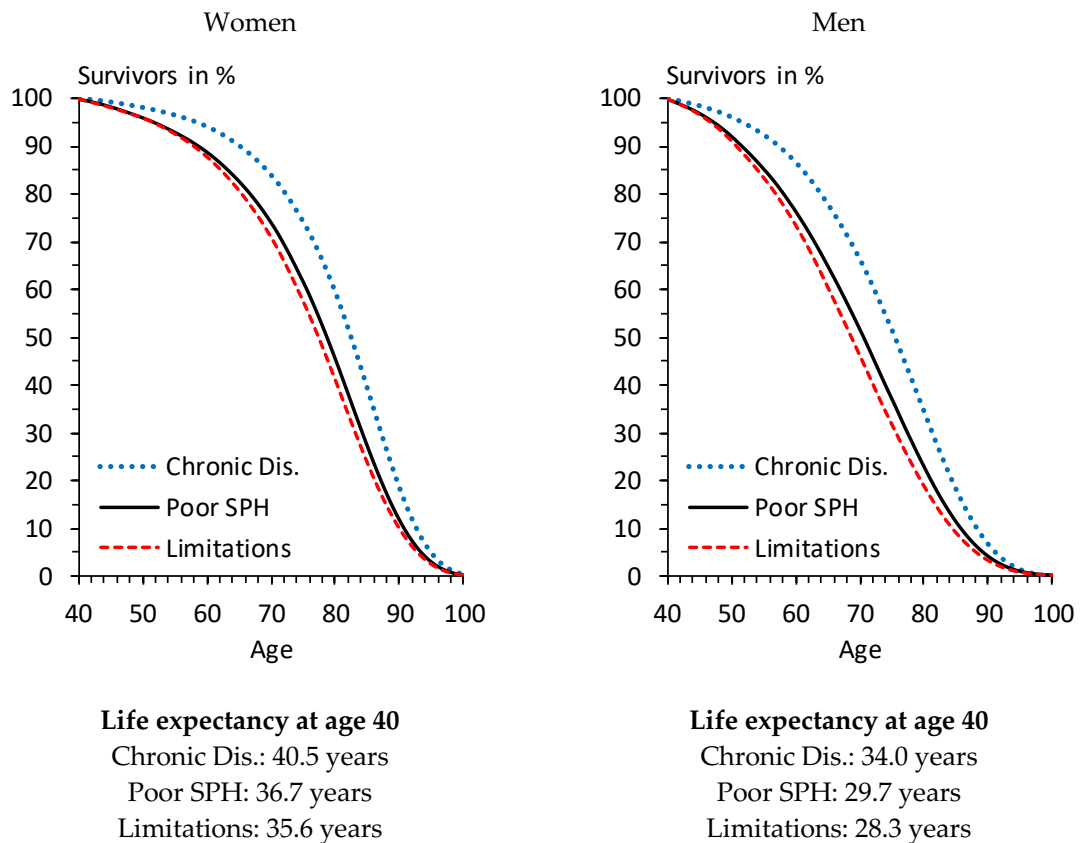 Women
Survivors in %
100
90
80
70
60
50
40
30
20
10
0
Chronic Dis.
Poor SPH
Limitations
40 50 60 70 80 90 100
Age
Life expectancy at age 40
Chronic Dis.: 40.5 years
Poor SPH: 36.7 years
Limitations: 35.6 years
Men
Survivors in %
100
90
80
70
60
50
40
30
20
10
0
Chronic Dis.
Poor SPH
Limitations
40 50 60 70 80 90 100
Age
Life expectancy at age 40
Chronic Dis.: 34.0 years
Poor SPH: 29.7 years
Limitations: 28.3 years